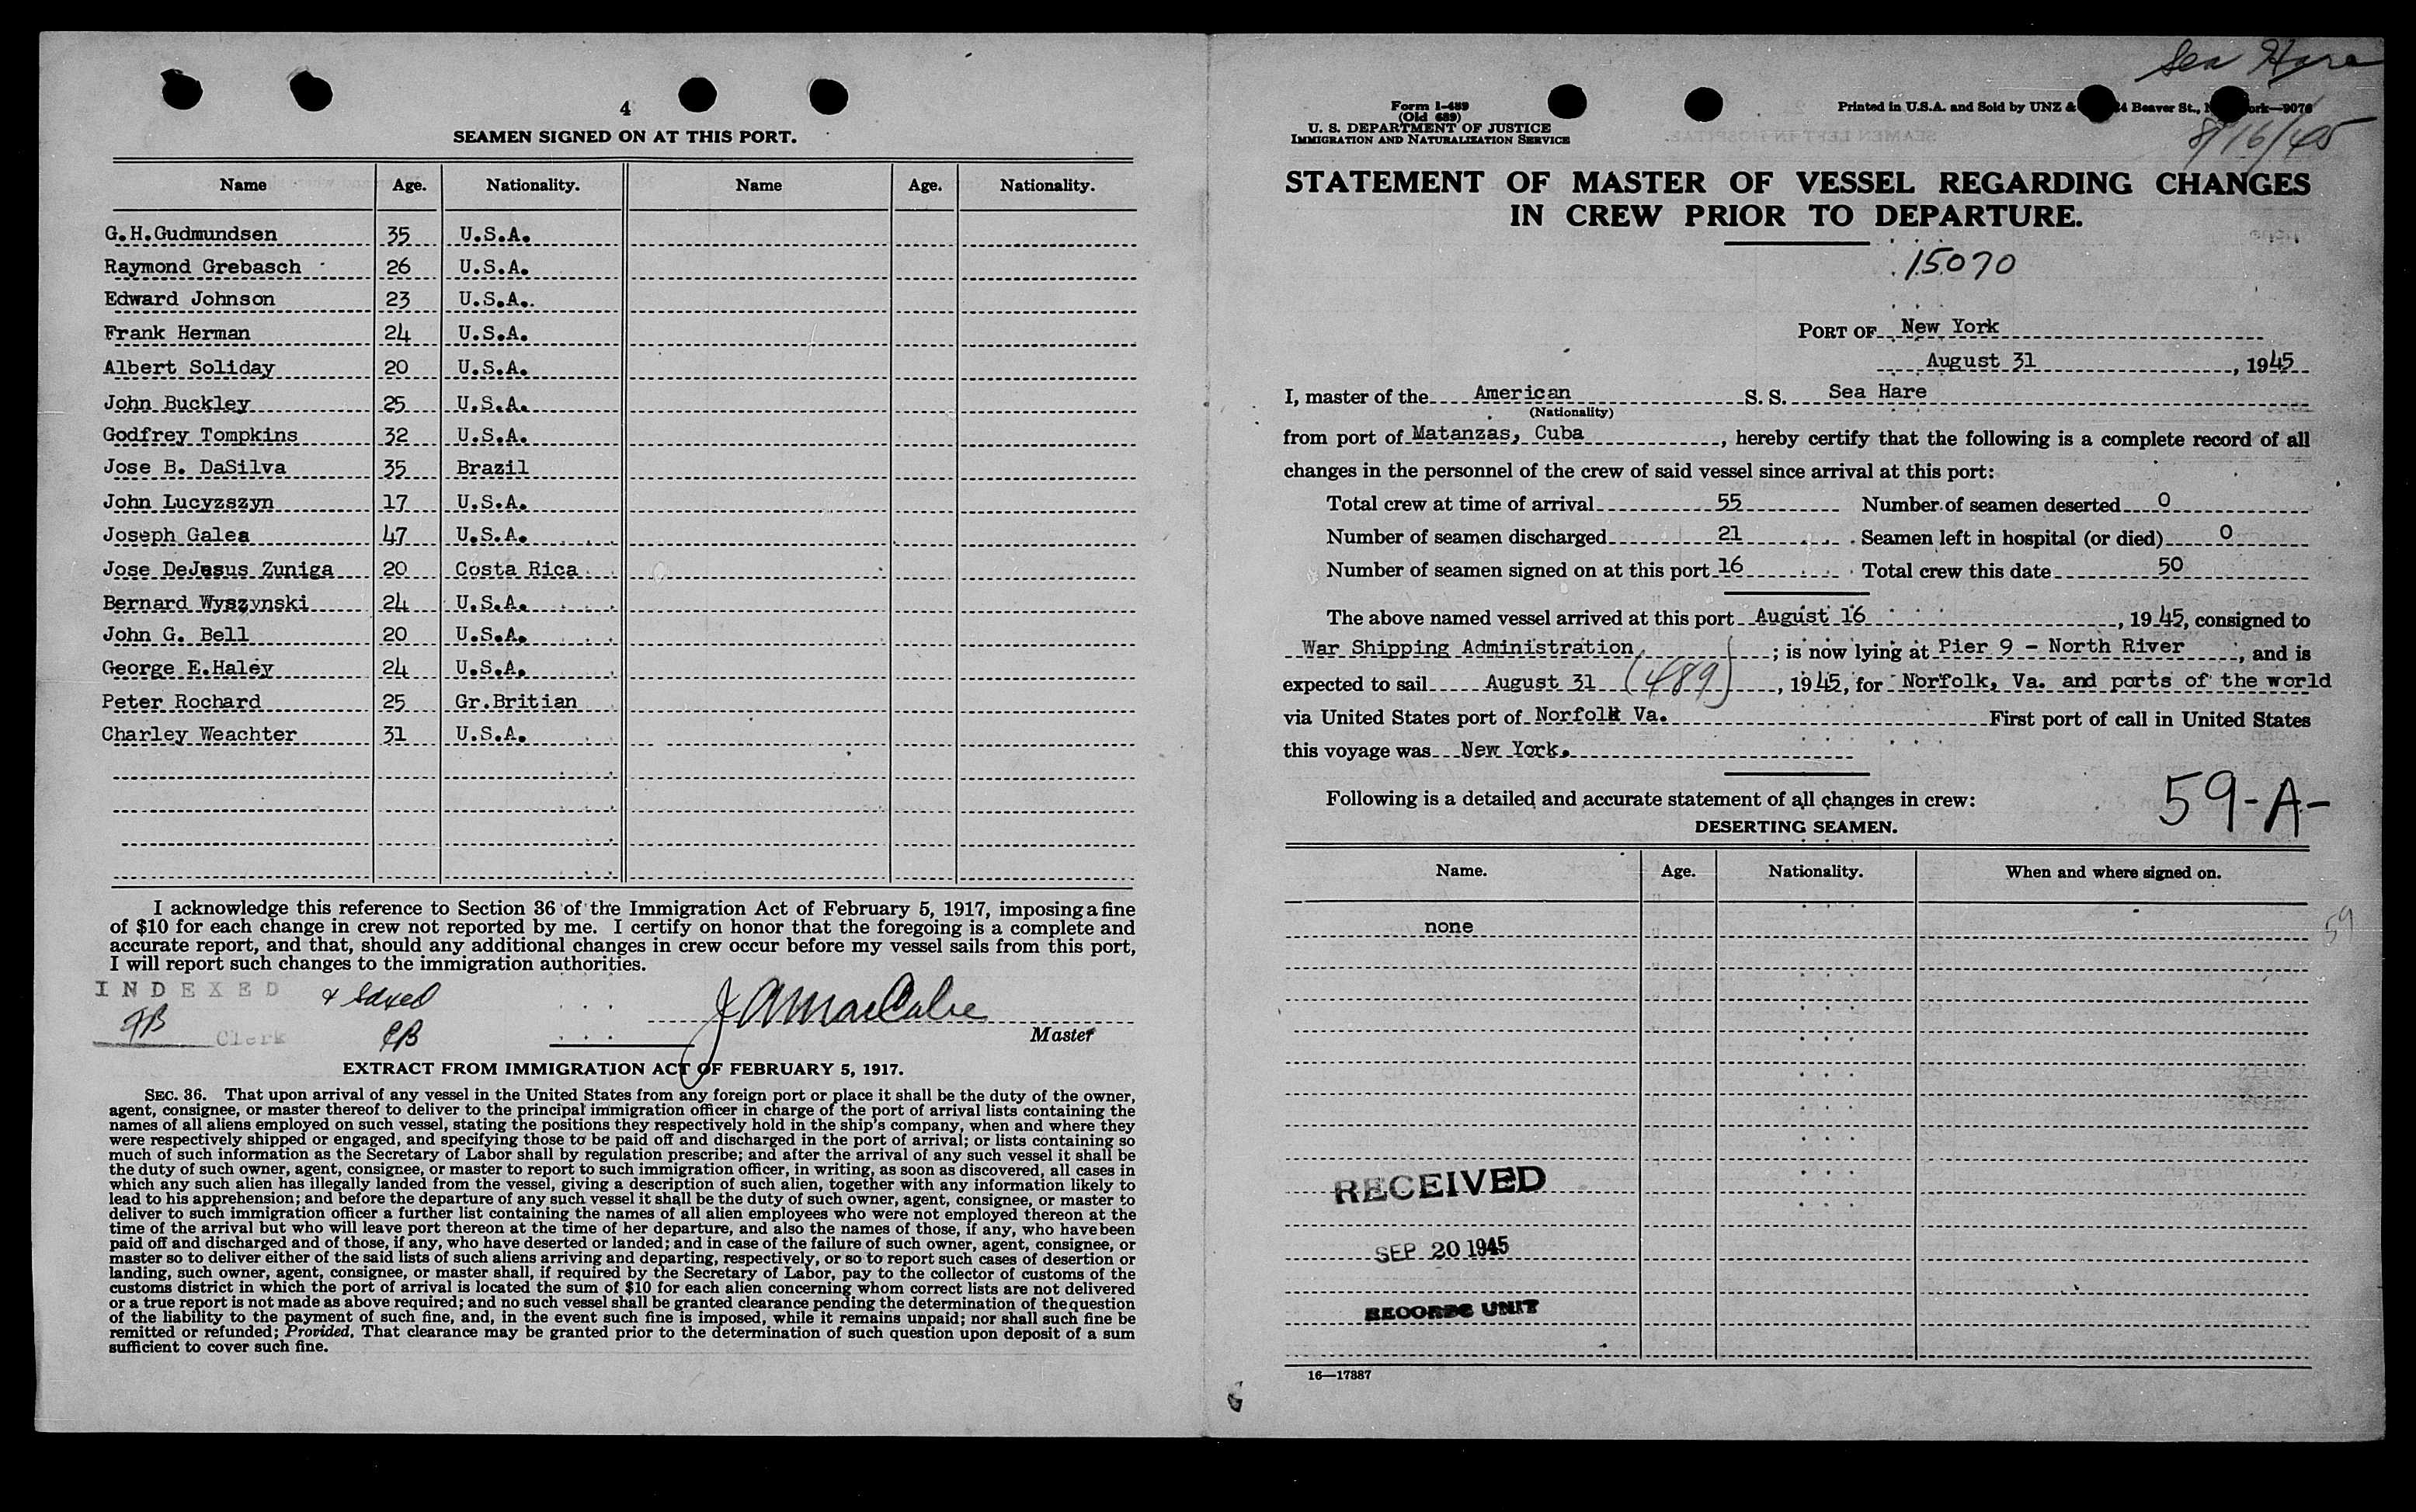 4
SEAMEN SIGNED ON AT THIS PORT.
Name Age. Nationality. Name Age. Nationality.
G.H.Gudmundsen 35 U.S.A.
Raymond Grebasch 26 U.S.A.
Edward Johnson 23 U.S.A.
Frank Herman 24 U.S.A.
Albert Soliday 20 U.S.A.
John Buckley 25 U.S.A.
Godfrey Tompkins 32 U.S.A.
Jose B. DaSilva 35 Brazil
John Lucyzszyn 17 U.S.A.
Joseph Galea 47 U.S.A.
Jose DeJesus Zuniga 20 Costa Rica
Bernard Wyszynski 24 U.S.A.
John G. Bell 20 U.S.A.
George E.Haley 24 U.S.A.
Peter Rochard 25 Gr.Britian
Charley Weachter 31 U.S.A.
I acknowledge this reference to Section 36 of the Immigration Act of February 5, 1917, imposing a fine
of $10 for each change in crew not reported by me. I certify on honor that the foregoing is a complete and
accurate report, and that, should any additional changes in crew occur before my vessel sails from this port,
I will report such changes to the immigration authorities.
INDEXED
Clerk
Master
EXTRACT FROM IMMIGRATION ACT OF FEBRUARY 5, 1917.
SEC. 36. That upon arrival of any vessel in the United States from any foreign port or place it shall be the duty of the owner,
agent, consignee, or master thereof to deliver to the principal immigration officer in charge of the port of arrival lists containing the
names of all aliens employed on such vessel, stating the positions they respectively hold in the ship's company, when and where they
were respectively shipped or engaged, and specifying those to be paid off and discharged in the port of arrival; or lists containing so
much of such information as the Secretary of Labor shall by regulation prescribe; and after the arrival of any such vessel it shall be
the duty of such owner, agent, consignee, or master to report to such immigration officer, in writing, as soon as discovered, all cases in
which any such alien has illegally landed from the vessel, giving a description of such alien, together with any information likely to
lead to his apprehension; and before the departure of any such vessel it shall be the duty of such owner, agent, consignee, or master to
deliver to such immigration officer a further list containing the names of all alien employees who were not employed thereon at the
time of the arrival but who will leave port thereon at the time of her departure, and also the names of those, if any, who have been
paid off and discharged and of those, if any, who have deserted or landed; and in case of the failure of such owner, agent, consignee, or
master so to deliver either of the said lists of such aliens arriving and departing, respectively, or so to report such cases of desertion or
landing, such owner, agent, consignee, or master shall, if required by the Secretary of Labor, pay to the collector of customs of the
customs district in which the port of arrival is located the sum of $10 for each alien concerning whom correct lists are not delivered
or a true report is not made as above required; and no such vessel shall be granted clearance pending the determination of the question
of the liability to the payment of such fine, and, in the event such fine is imposed, while it remains unpaid; nor shall such fine be
remitted or refunded; Provided, That clearance may be granted prior to the determination of such question upon deposit of a sum
sufficient to cover such fine.
Sea Hare
8/16/45
Form I-489
(Old 689)
U. S. DEPARTMENT OF JUSTICE
IMMIGRATION AND NATURALIZATION SERVICE
Printed in U.S.A. and Sold by UNZ & Beaver St.,
STATEMENT OF MASTER OF VESSEL REGARDING CHANGES
IN CREW PRIOR TO DEPARTURE.
15070
PORT OF New York
August 31, 1945
I, master of the American S. S. Sea Hare
(Nationality)
from port of Matanzas, Cuba, hereby certify that the following is a complete record of all
changes in the personnel of the crew of said vessel since arrival at this port:
Total crew at time of arrival 55 Number of seamen deserted 0
Number of seamen discharged 21 Seamen left in hospital (or died) 0
Number of seamen signed on at this port 16 Total crew this date 50
The above named vessel arrived at this port August 16, 1945, consigned to
War Shipping Administration; is now lying at Pier 9 - North River, and is
expected to sail August 31 (489), 1945, for Norfolk, Va. and ports of the world
via United States port of Norfolk Va. First port of call in United States
this voyage was New York.
59-A-
Following is a detailed and accurate statement of all changes in crew:
DESERTING SEAMEN.
Name. Age. Nationality. When and where signed on.
none
59
RECEIVED
SEP 20 1945
RECORDS UNIT
16—17887